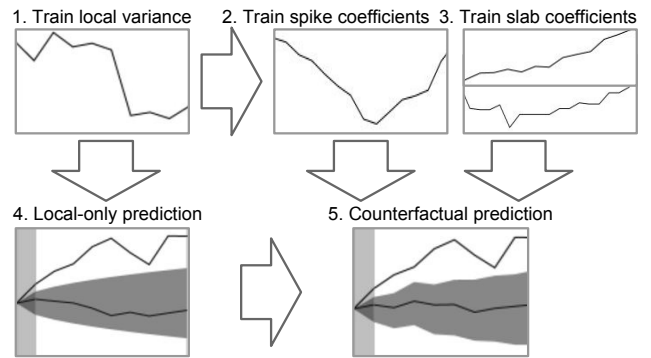 1. Train local variance
2. Train spike coefficients
3. Train slab coefficients
4. Local-only prediction
5. Counterfactual prediction